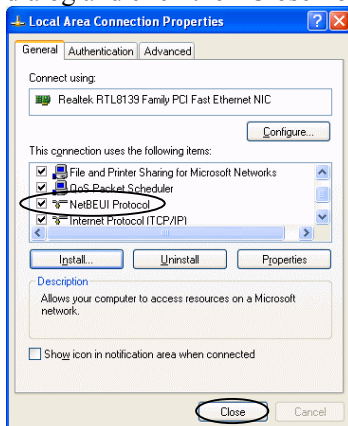 Local Area Connection Properties
General Authentication Advanced
Connect using:
Realtek RTL8139 Family PCI Fast Ethernet NIC
Configure...
This connection uses the following items:
File and Printer Sharing for Microsoft Networks
QoS Packet Scheduler
NetBEUI Protocol
Internet Protocol (TCP/IP)
Install... Uninstall Properties
Description
Allows your computer to access resources on a Microsoft
network.
Show icon in notification area when connected
Close Cancel